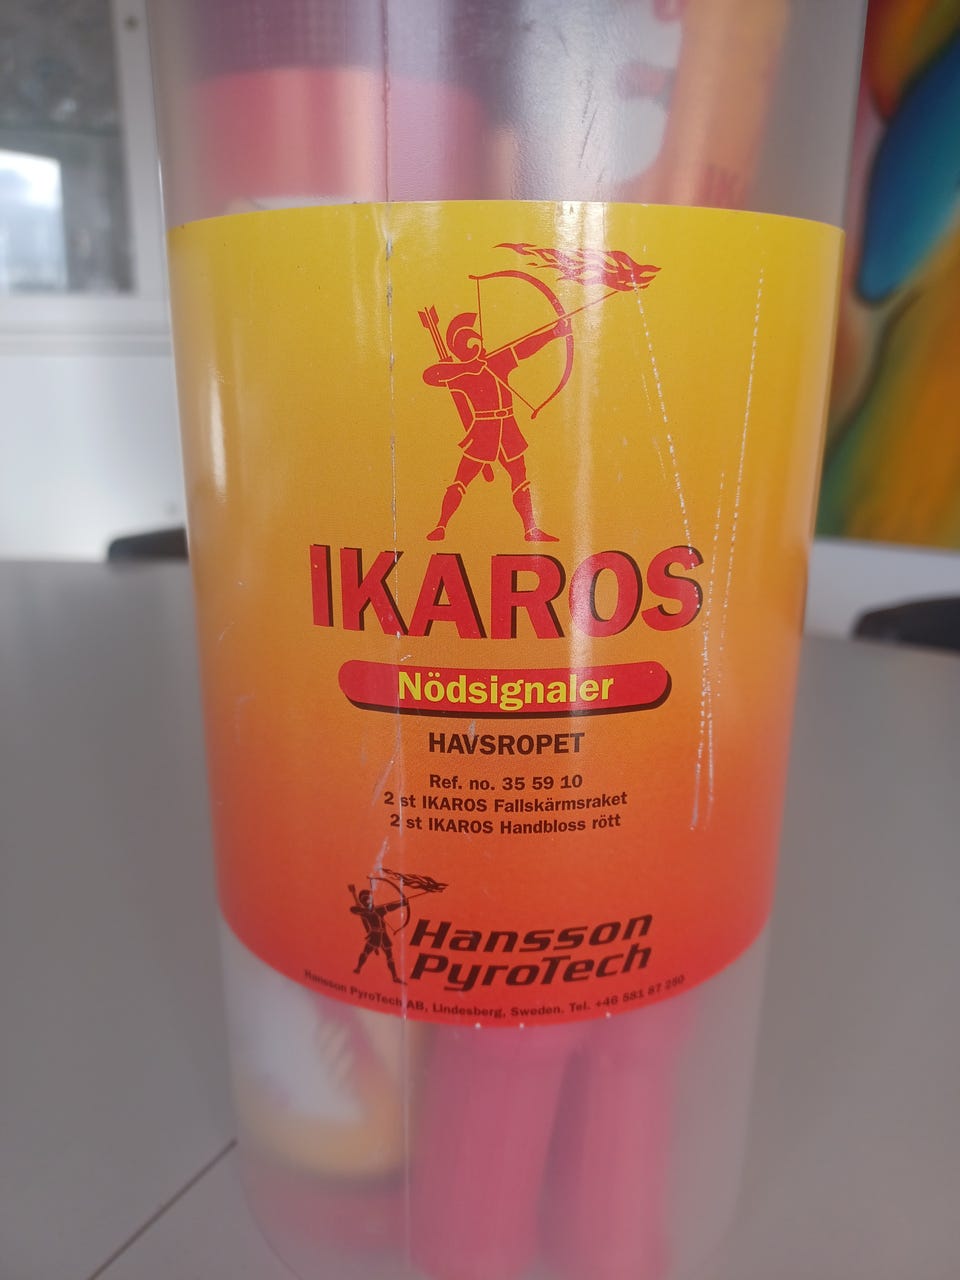 IKAROS
Nödsignaler
HAVSROPET
Ref. no. 35 59 10
2 st IKAROS Fallskärmsraket
2 st IKAROS Handbloss rött
Hansson
PyroTech
Hansson PyroTech AB, Lindesberg, Sweden. Tel. +46 581 87 250